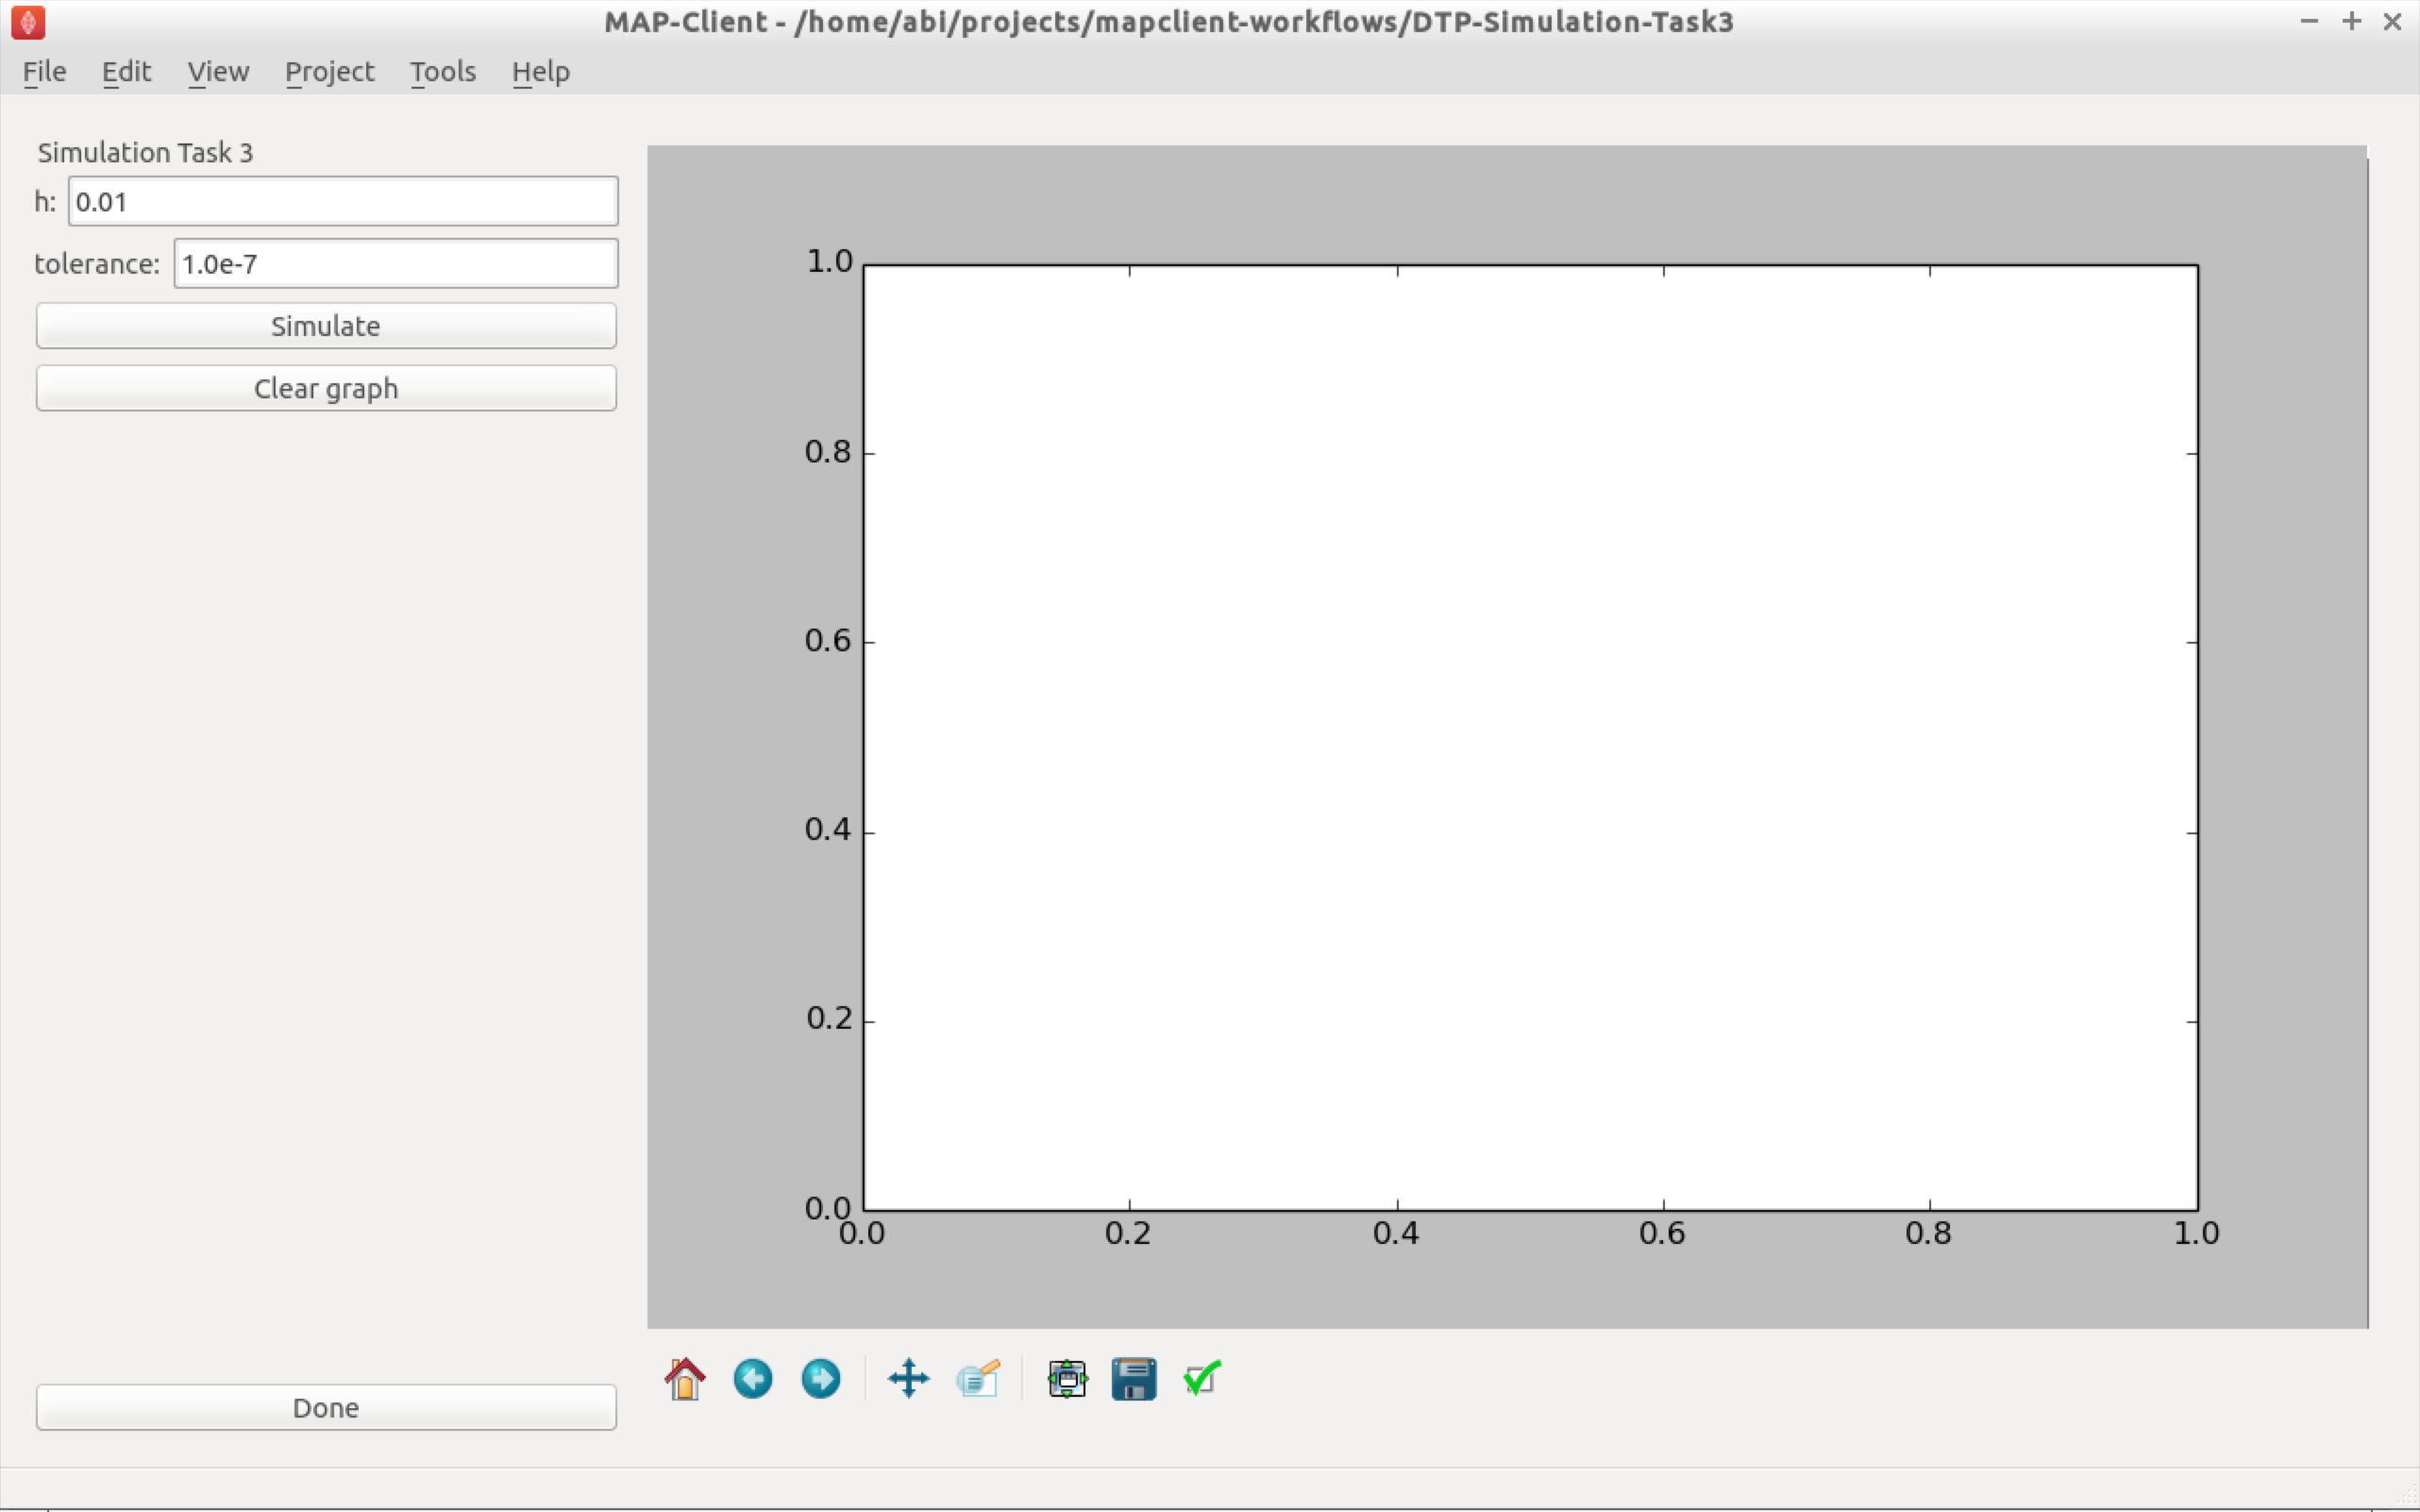 MAP-Client - /home/abi/projects/mapclient-workflows/DTP-Simulation-Task3
File Edit View Project Tools Help
Simulation Task 3
h: 0.01
tolerance: 1.0e-7
Simulate
Clear graph
Done
1.0
0.8
0.6
0.4
0.2
0.0
0.0 0.2 0.4 0.6 0.8 1.0